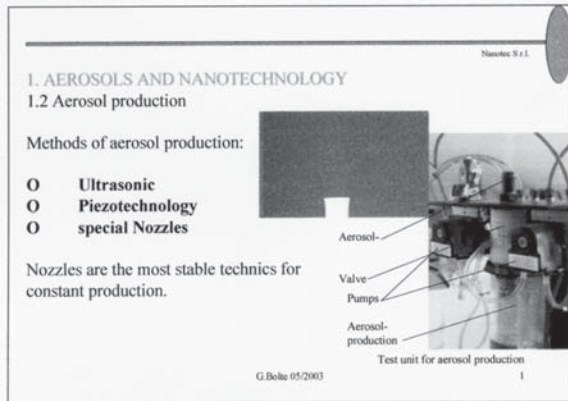 Nanotec S.r.l.
1. AEROSOLS AND NANOTECHNOLOGY
1.2 Aerosol production
Methods of aerosol production:
O Ultrasonic
O Piezotechnology
O special Nozzles
Nozzles are the most stable technics for
constant production.
Aerosol-
Valve
Pumps
Aerosol-
production
Test unit for aerosol production
G.Bolte 05/2003
1